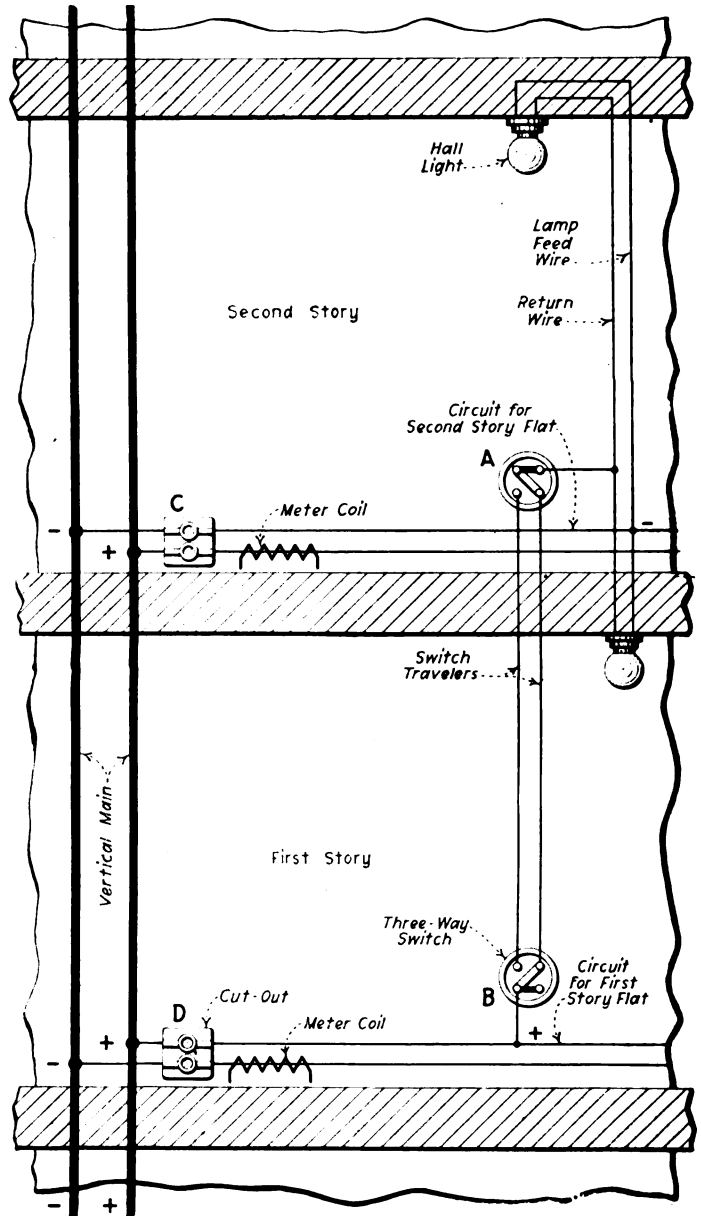 Hall
Light
Lamp
Feed
Wire
Second Story
Return
Wire
Circuit for
Second Story Flat
A
C
Meter Coil
-
-
+
Switch
Travelers
Vertical Main
First Story
Three-Way
Switch
Circuit
For First
Story Flat
B
Cut-Out
D
Meter Coil
+
+
-
- +